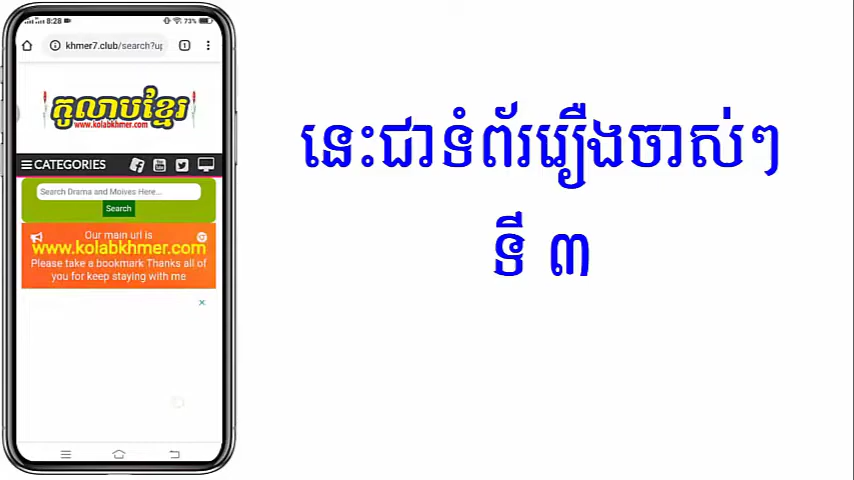 8:28
73%
khmer7.club/search?up
1
កូលាបខ្មែរ
www.kolabkhmer.com
CATEGORIES
Search Drama and Moives Here...
Search
Our main url is
www.kolabkhmer.com
Please take a bookmark Thanks all of
you for keep staying with me
នេះជាទំព័ររឿងចាស់ៗ
ទី ៣